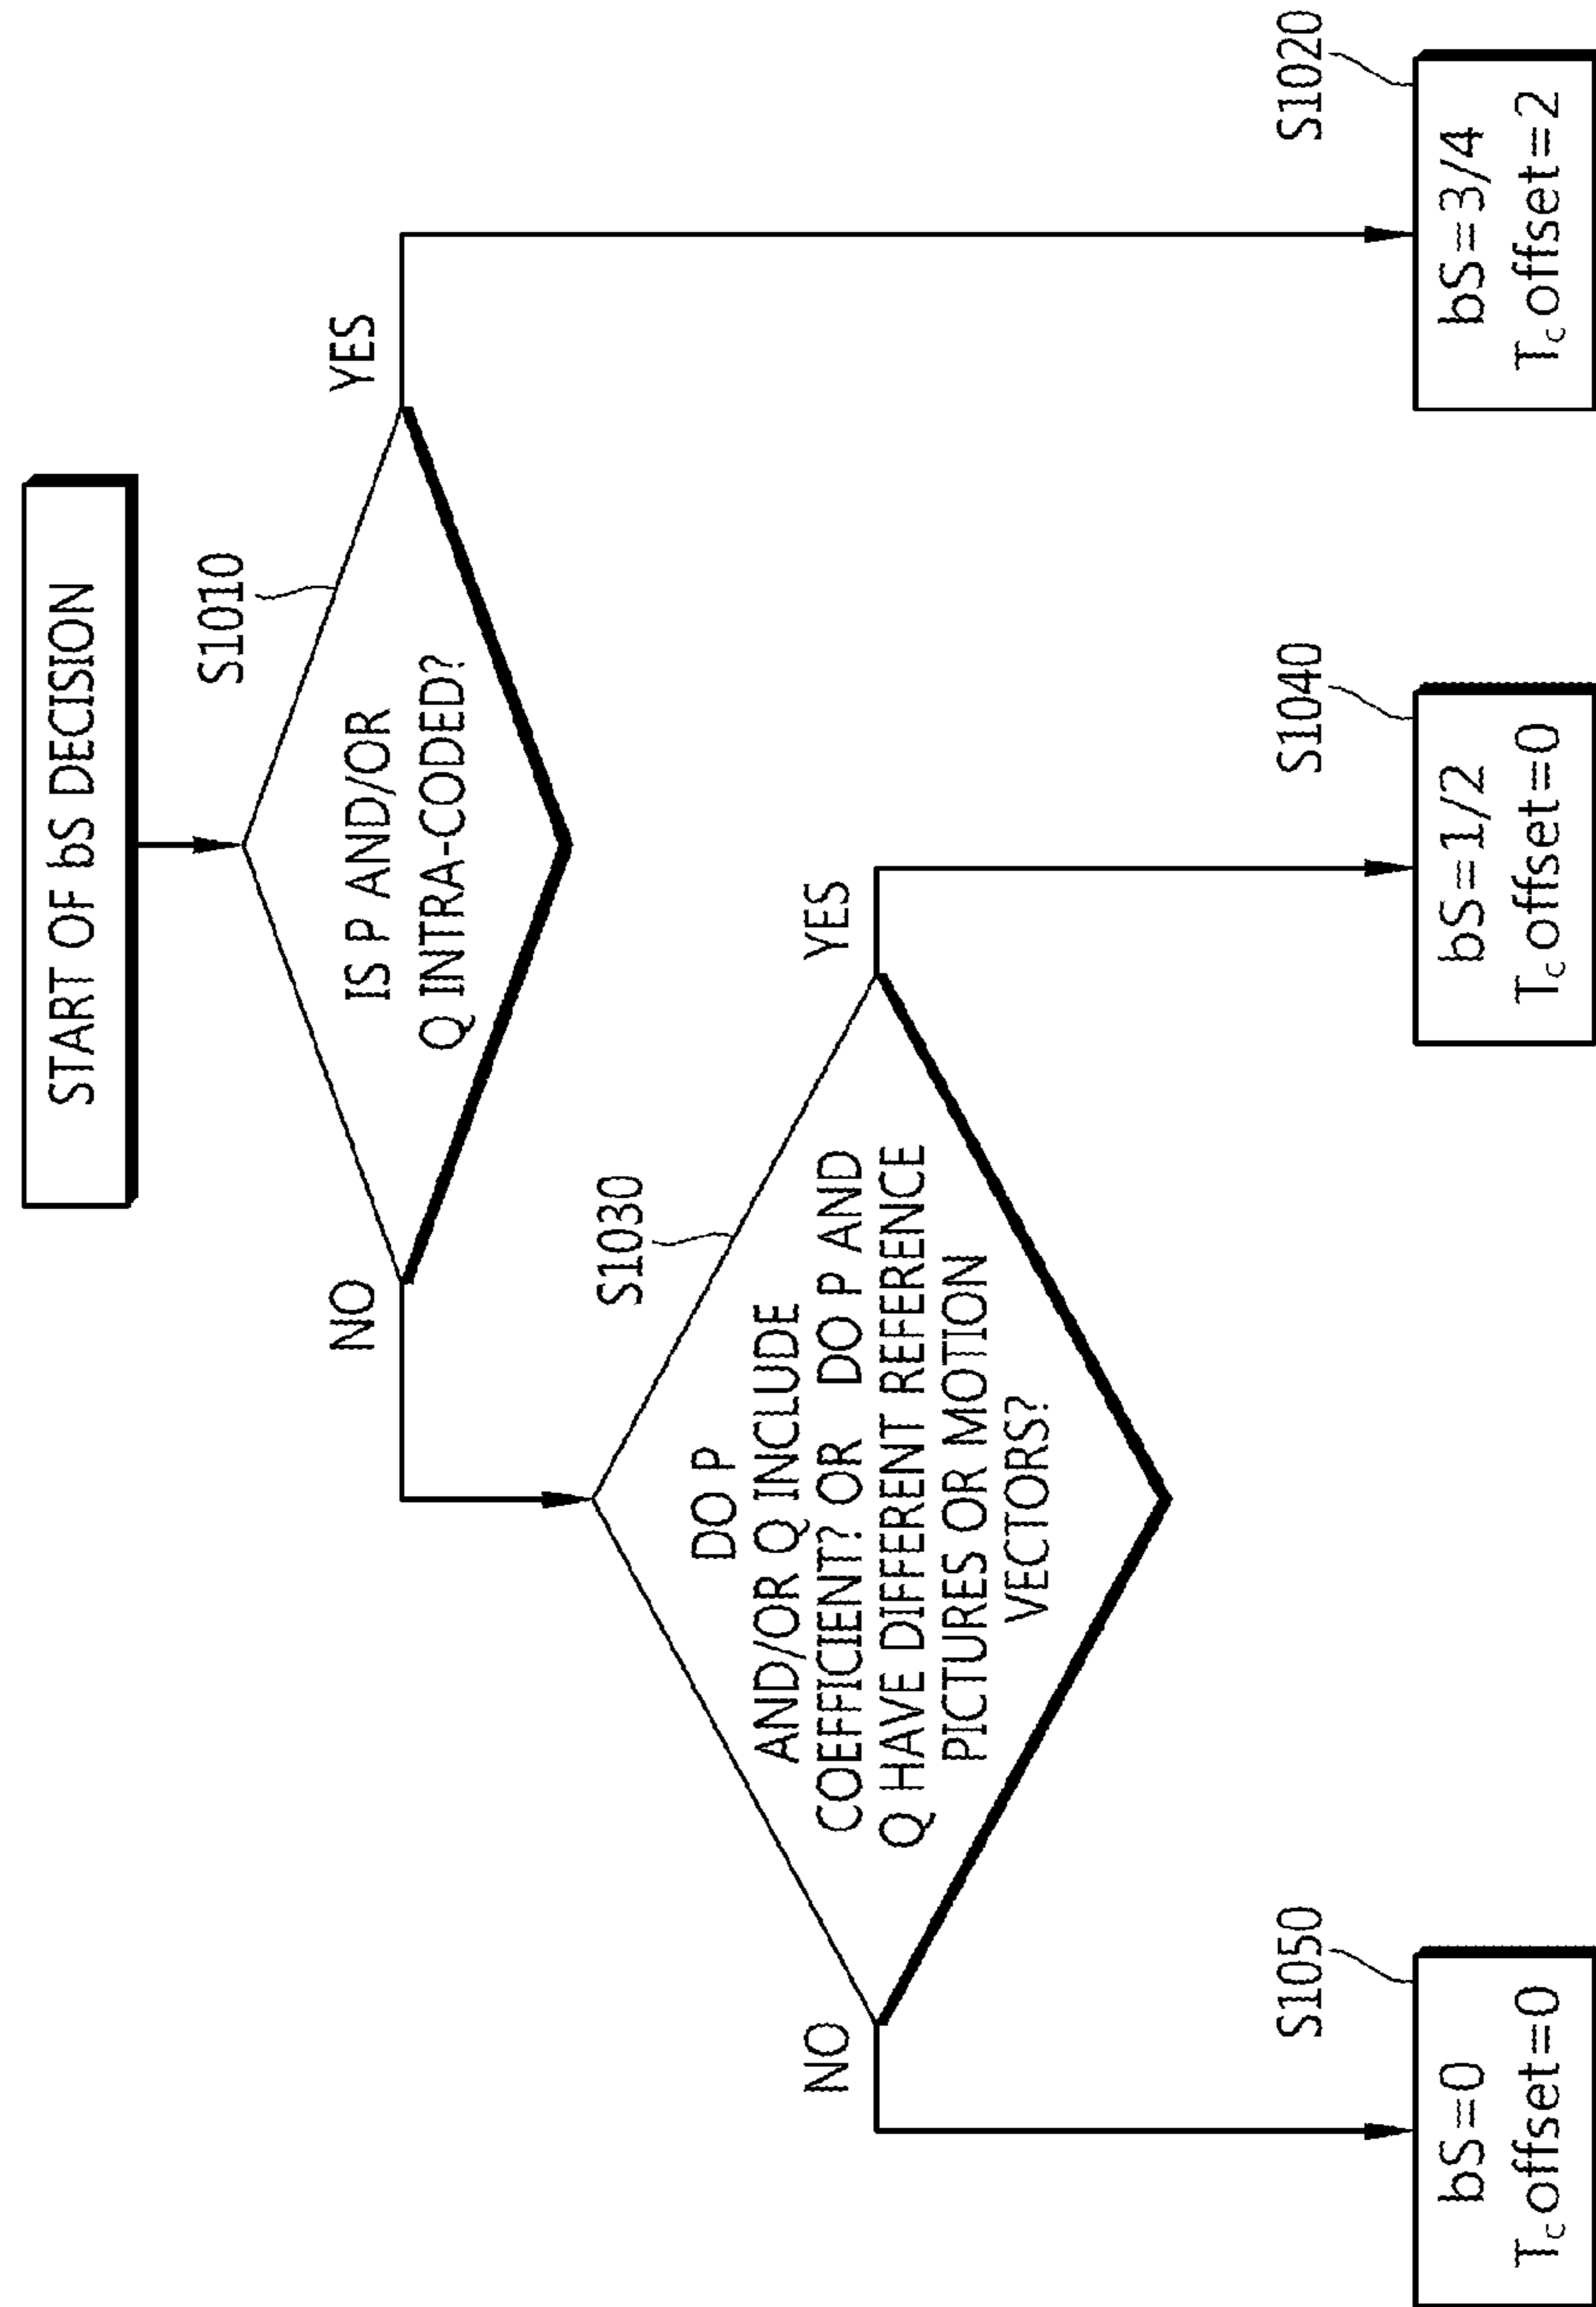 START OF bS DECISION
S1010
IS P AND/OR
Q INTRA-CODED?
NO
YES
S1030
DO P
AND/OR Q INCLUDE
COEFFICIENT? OR DO P AND
Q HAVE DIFFERENT REFERENCE
PICTURES OR MOTION
VECTORS?
NO
YES
S1050
bS=0
Tc offset=0
S1040
bS=1/2
Tc offset=0
S1020
bS=3/4
Tc offset=2